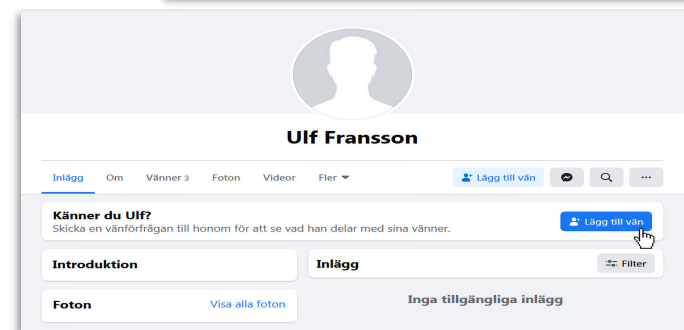 Ulf Fransson
Inlägg Om Vänner 3 Foton Videor Fler Lägg till vän
Känner du Ulf?
Skicka en vänförfrågan till honom för att se vad han delar med sina vänner.
Lägg till vän
Introduktion
Inlägg
Filter
Foton
Visa alla foton
Inga tillgängliga inlägg